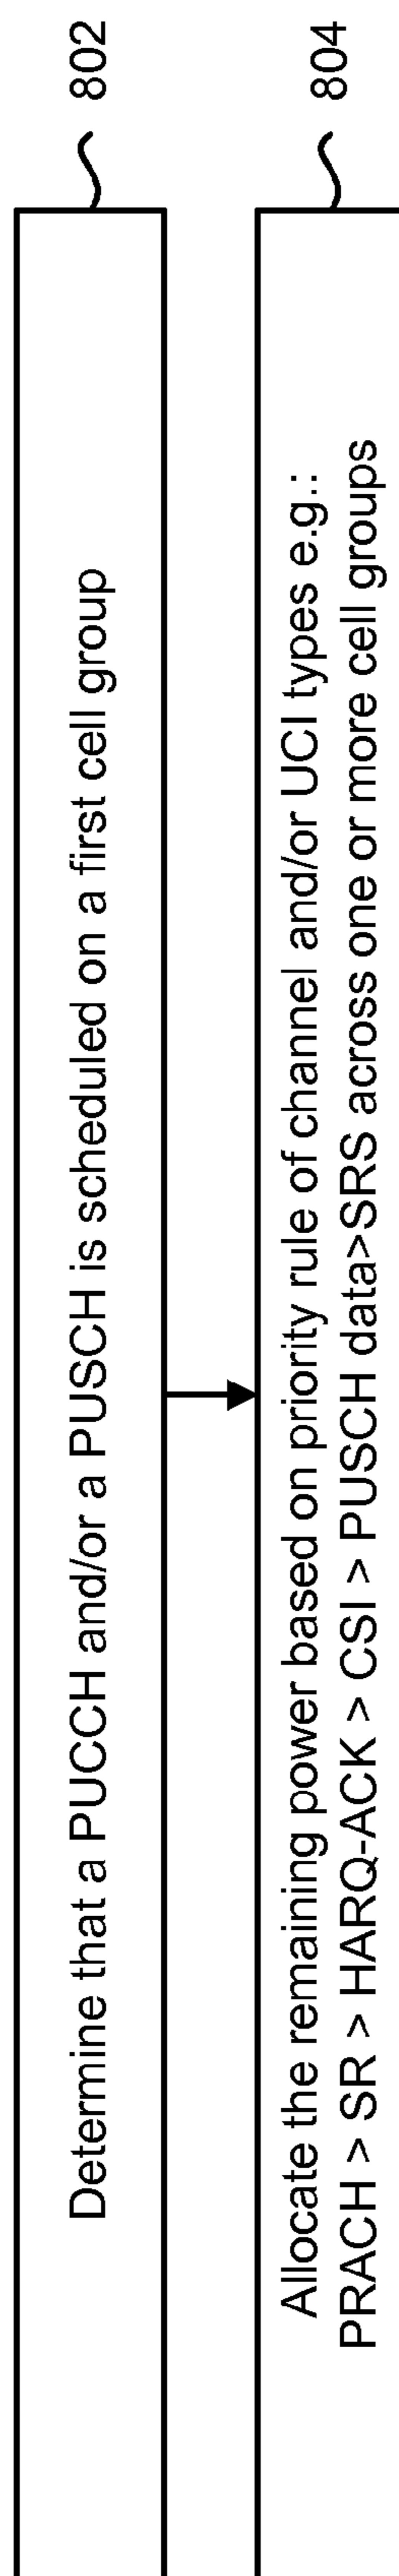 802
Determine that a PUCCH and/or a PUSCH is scheduled on a first cell group
804
Allocate the remaining power based on priority rule of channel and/or UCI types e.g.:
PRACH > SR > HARQ-ACK > CSI > PUSCH data>SRS across one or more cell groups